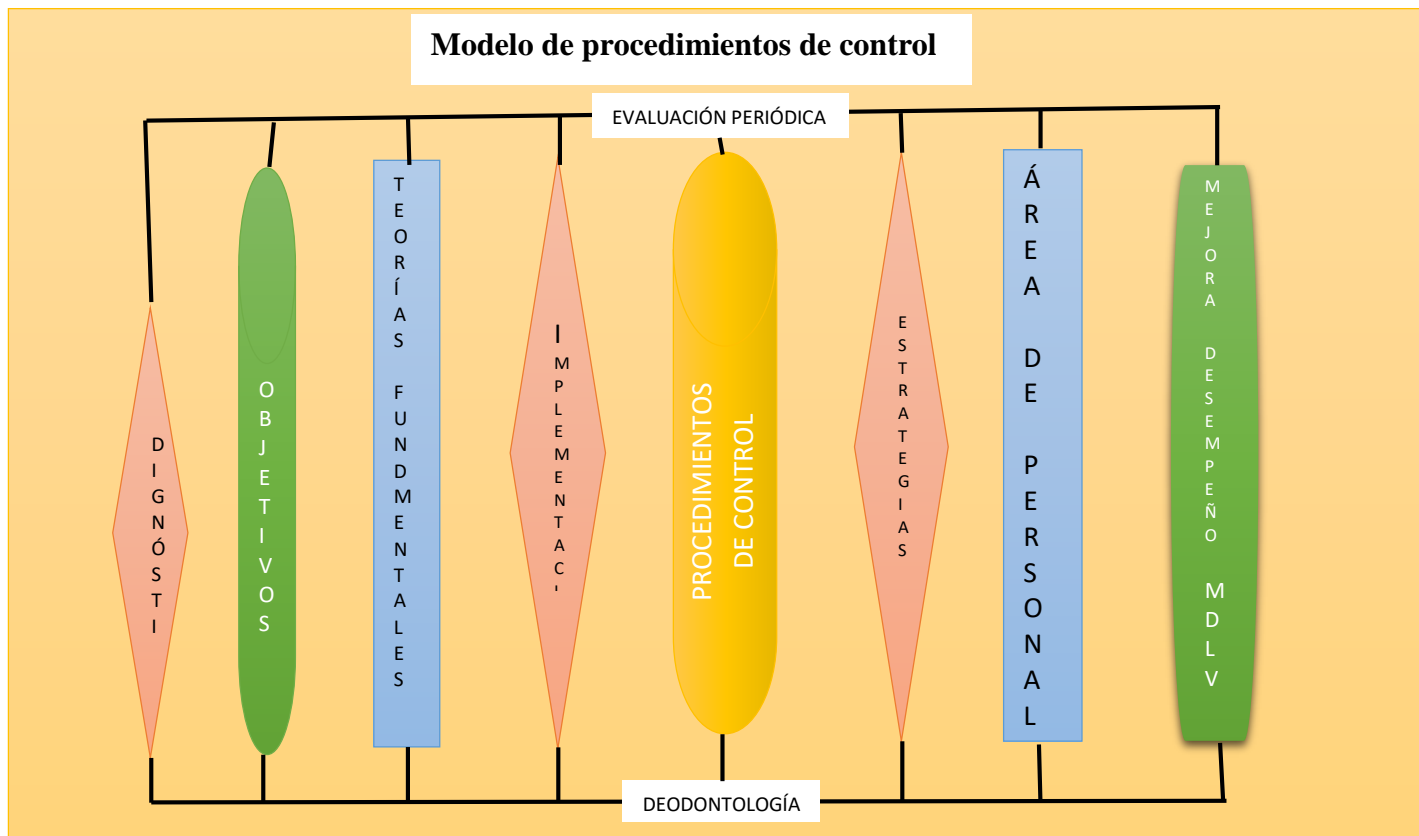 Modelo de procedimientos de control
EVALUACIÓN PERIÓDICA
DIGNÓSTI
OBJETIVOS
TEORÍAS FUNDMENTALES
IMPLEMENTAC
PROCEDIMIENTOS
DE CONTROL
ESTRATEGIAS
ÁREA DE PERSONAL
MEJORA DESEMPEÑO MDLV
DEODONTOLOGÍA